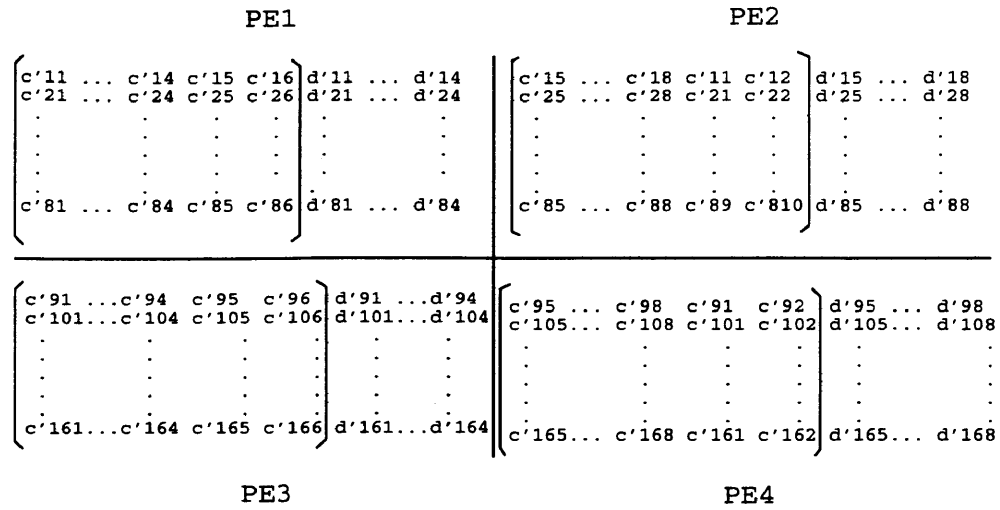 PE1
c'11 ... c'14 c'15 c'16 d'11 ... d'14
c'21 ... c'24 c'25 c'26 d'21 ... d'24
c'81 ... c'84 c'85 c'86 d'81 ... d'84
PE2
c'15 ... c'18 c'11 c'12 d'15 ... d'18
c'25 ... c'28 c'21 c'22 d'25 ... d'28
c'85 ... c'88 c'89 c'810 d'85 ... d'88
c'91 ...c'94 c'95 c'96 d'91 ...d'94
c'101...c'104 c'105 c'106 d'101...d'104
c'161...c'164 c'165 c'166 d'161...d'164
PE3
c'95 ... c'98 c'91 c'92 d'95 ... d'98
c'105... c'108 c'101 c'102 d'105... d'108
c'165... c'168 c'161 c'162 d'165... d'168
PE4